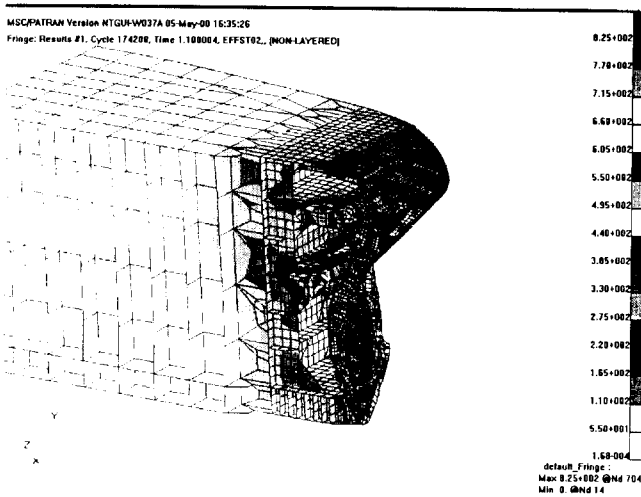 MSC/PATRAN Version NTGUI-W037A 05-May-00 16:35:26
Fringe: Results #1, Cycle 174208, Time 1.100004, EFFST02,, [NON-LAYERED]
8.25+002
7.70+002
7.15+002
6.60+002
6.05+002
5.50+002
4.95+002
4.40+002
3.85+002
3.30+002
2.75+002
2.20+002
1.65+002
1.10+002
5.50+001
1.68-004
Y
Z
X
default_Fringe :
Max 8.25+002 @Nd 704
Min 0. @Nd 14